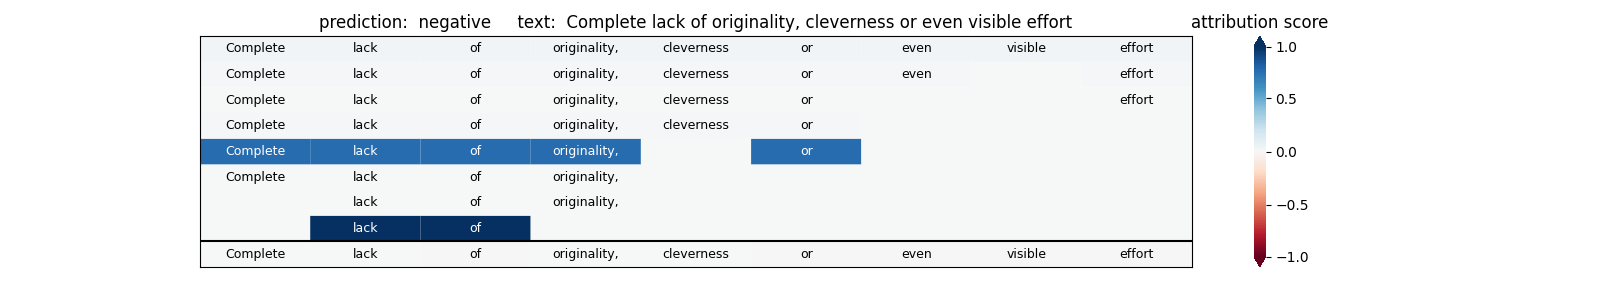 prediction:  negative     text:  Complete lack of originality, cleverness or even visible effort     attribution score
Complete lack of originality, cleverness or even visible effort
Complete lack of originality, cleverness or even effort
Complete lack of originality, cleverness or effort
Complete lack of originality, cleverness or
Complete lack of originality, or
Complete lack of originality,
lack of originality,
lack of
Complete lack of originality, cleverness or even visible effort
1.0
0.5
0.0
−0.5
−1.0